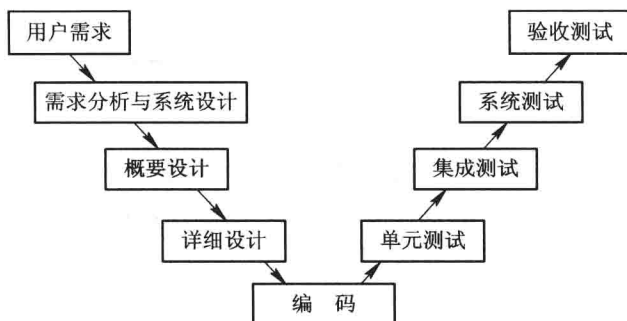 用户需求
验收测试
需求分析与系统设计
系统测试
概要设计
集成测试
详细设计
单元测试
编 码